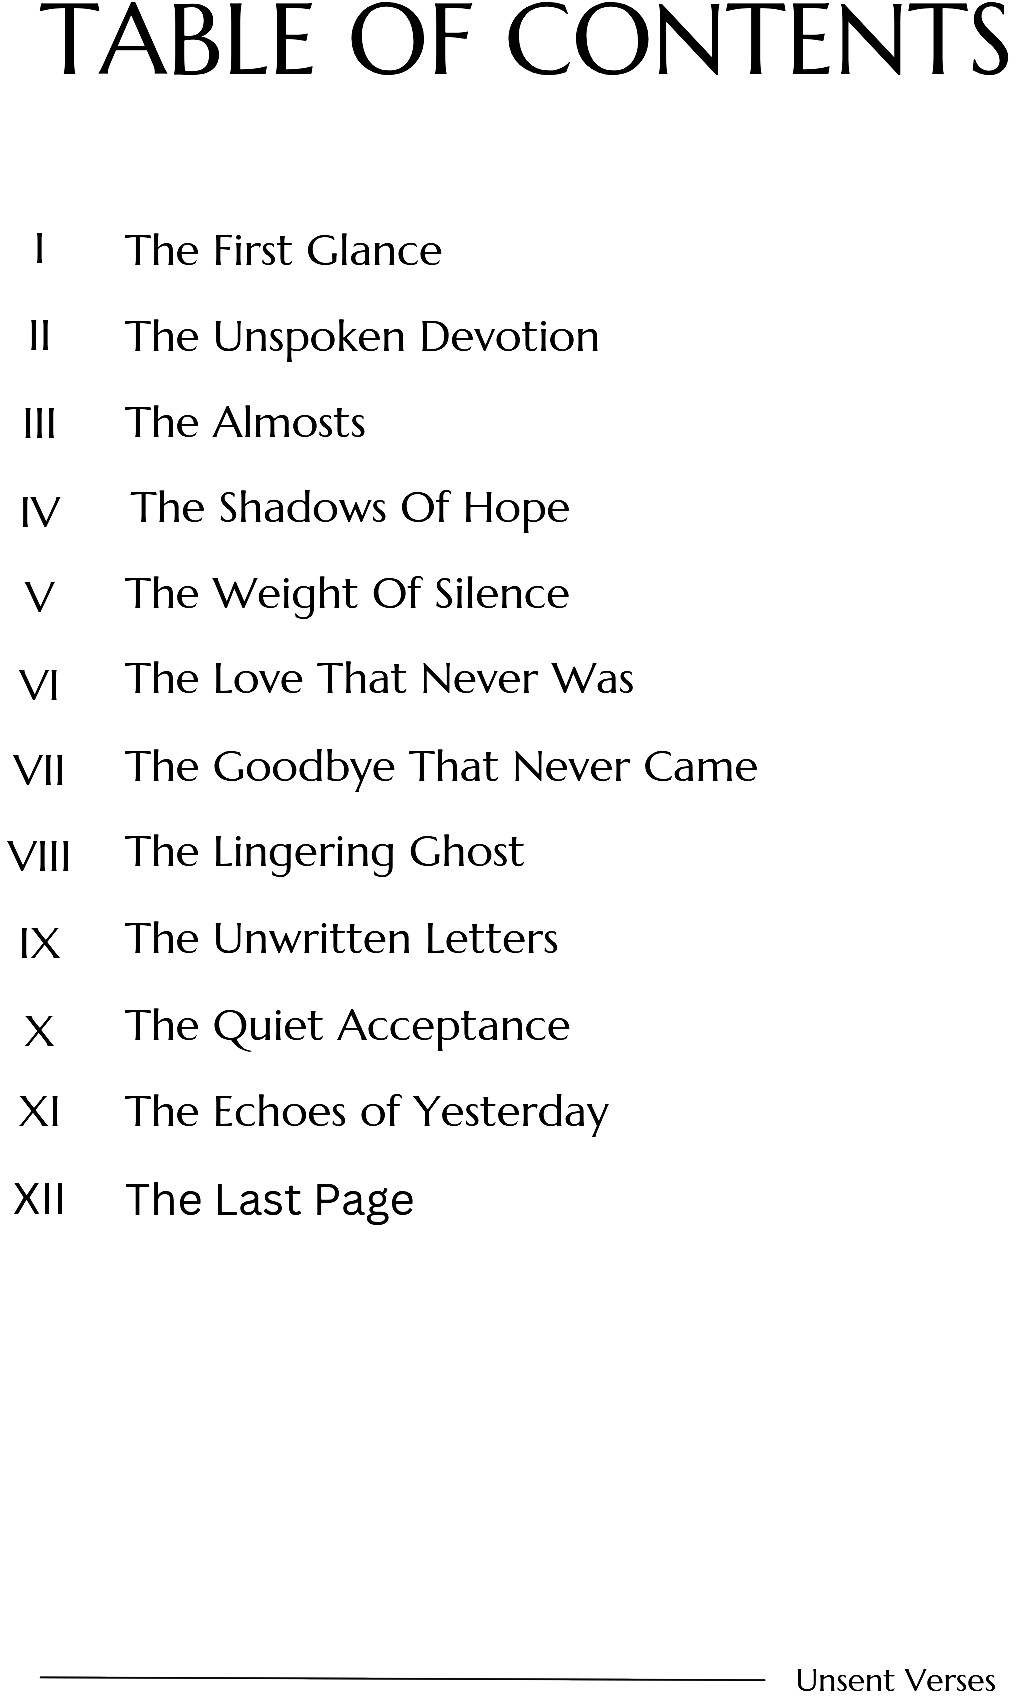 TABLE OF CONTENTS
I The First Glance
II The Unspoken Devotion
III The Almosts
IV The Shadows Of Hope
V The Weight Of Silence
VI The Love That Never Was
VII The Goodbye That Never Came
VIII The Lingering Ghost
IX The Unwritten Letters
X The Quiet Acceptance
XI The Echoes of Yesterday
XII The Last Page
Unsent Verses